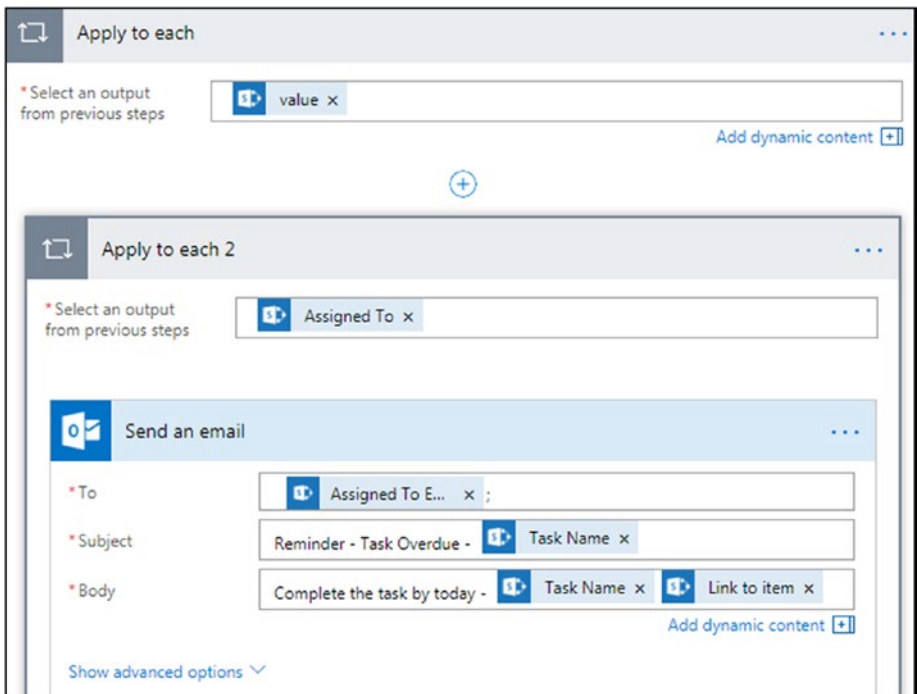 Apply to each
*Select an output
from previous steps
value ×
Add dynamic content
Apply to each 2
*Select an output
from previous steps
Assigned To ×
Send an email
*To
Assigned To E... × ;
*Subject
Reminder - Task Overdue - Task Name ×
*Body
Complete the task by today - Task Name × Link to item ×
Add dynamic content
Show advanced options